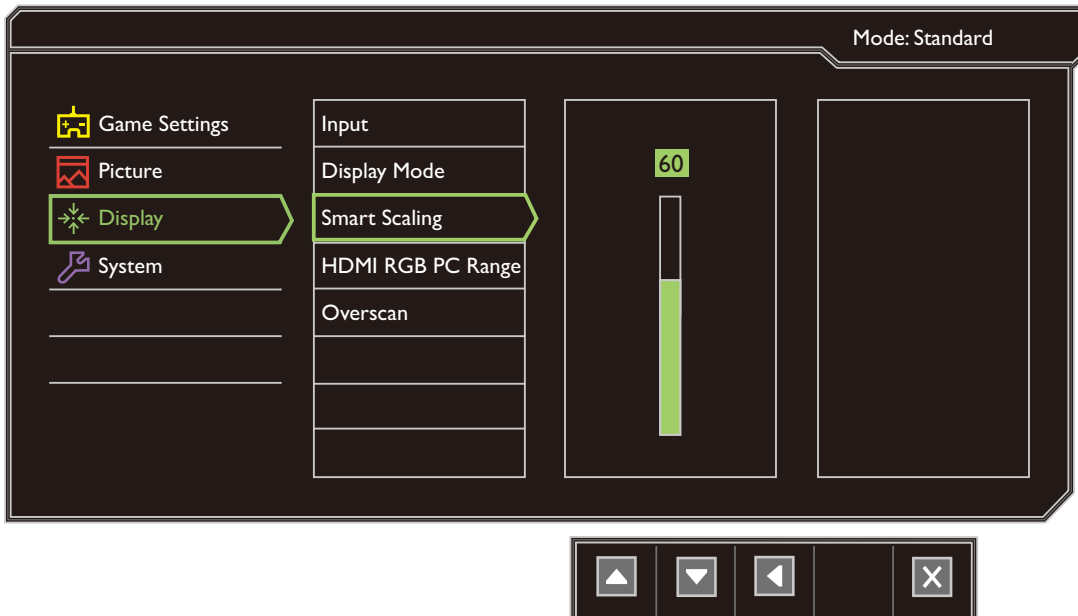 Mode: Standard
Game Settings
Picture
Display
System
Input
Display Mode
Smart Scaling
HDMI RGB PC Range
Overscan
60
X